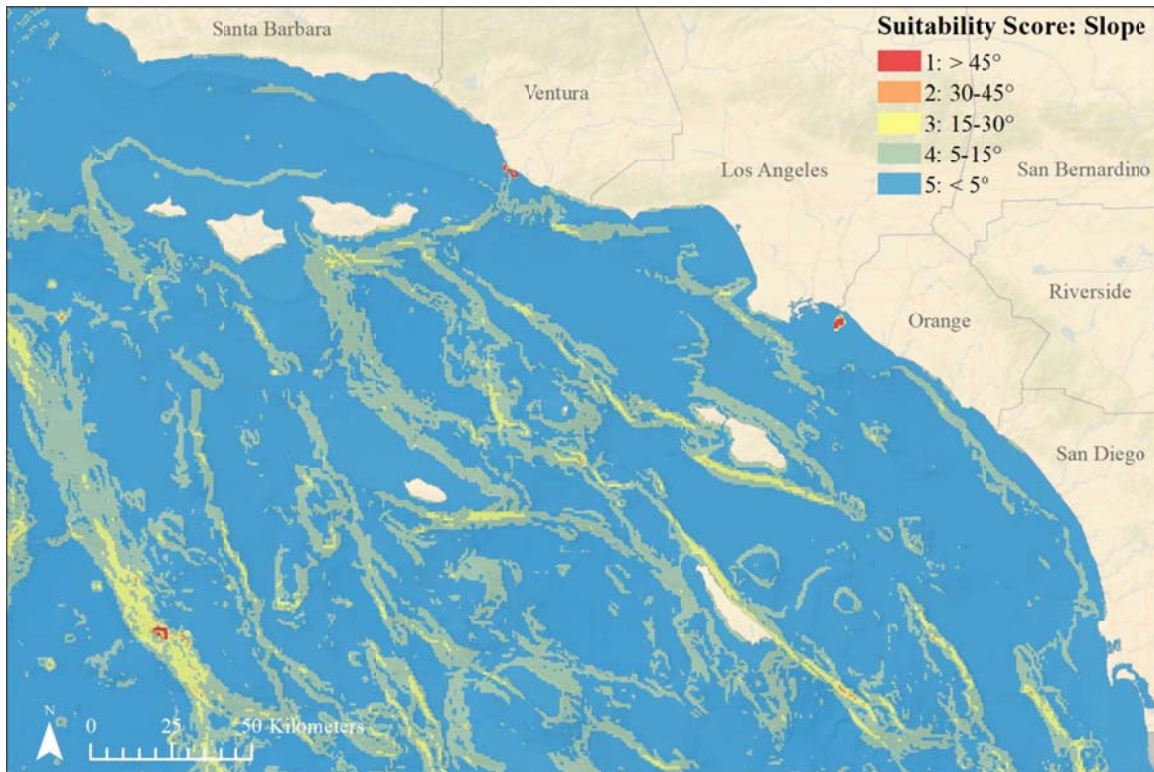 Santa Barbara
Ventura
Los Angeles
San Bernardino
Riverside
Orange
San Diego
Suitability Score: Slope
1: > 45°
2: 30-45°
3: 15-30°
4: 5-15°
5: < 5°
N
0 25 50 Kilometers